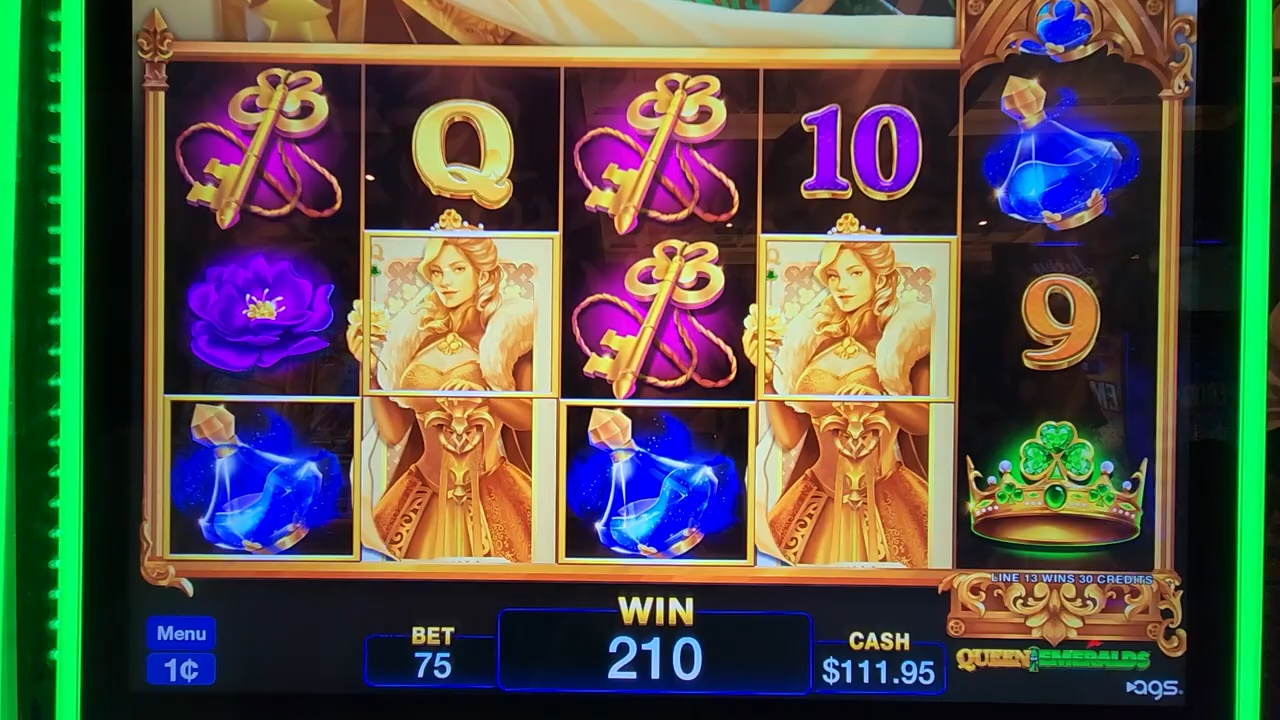 Q
10
Q
Q
9
LINE 13 WINS 30 CREDITS
Menu
1¢
BET
75
WIN
210
CASH
$111.95
QUEEN EMERALDS
ags